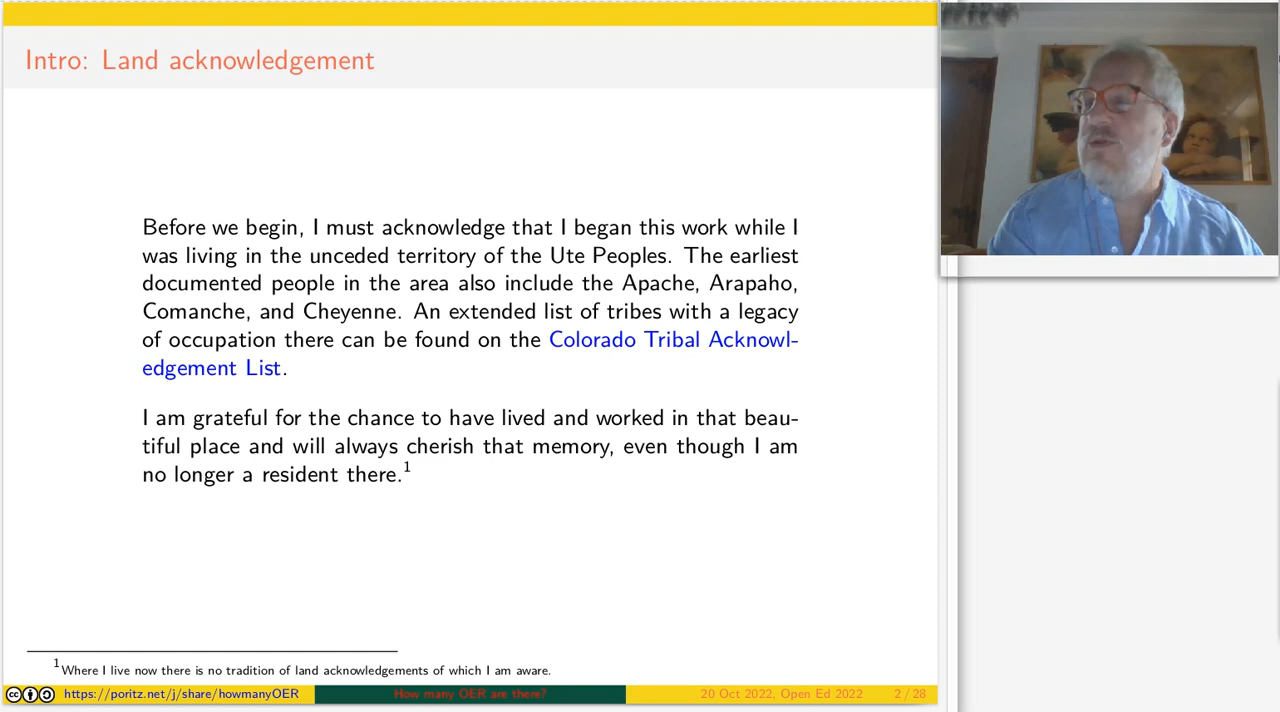 Intro: Land acknowledgement
Before we begin, I must acknowledge that I began this work while I
was living in the unceded territory of the Ute Peoples. The earliest
documented people in the area also include the Apache, Arapaho,
Comanche, and Cheyenne. An extended list of tribes with a legacy
of occupation there can be found on the Colorado Tribal Acknowl-
edgement List.
I am grateful for the chance to have lived and worked in that beau-
tiful place and will always cherish that memory, even though I am
no longer a resident there.1
1Where I live now there is no tradition of land acknowledgements of which I am aware.
cc https://poritz.net/j/share/howmanyOER How many OER are there? 20 Oct 2022, Open Ed 2022 2 / 28